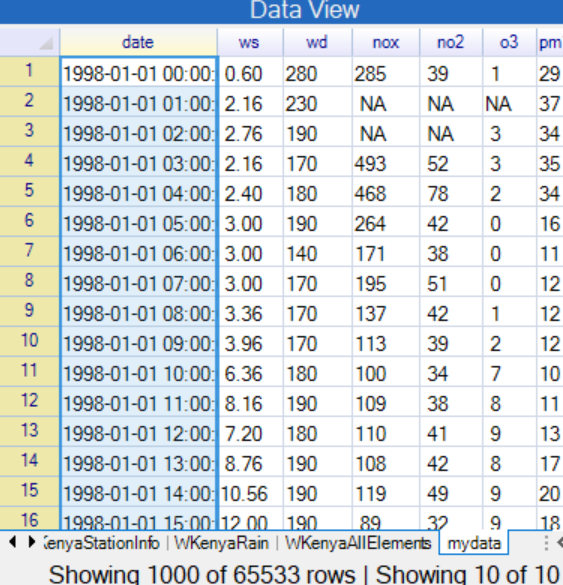 Data View
date ws wd nox no2 o3 pm
1 1998-01-01 00:00: 0.60 280 285 39 1 29
2 1998-01-01 01:00: 2.16 230 NA NA NA 37
3 1998-01-01 02:00: 2.76 190 NA NA 3 34
4 1998-01-01 03:00: 2.16 170 493 52 3 35
5 1998-01-01 04:00: 2.40 180 468 78 2 34
6 1998-01-01 05:00: 3.00 190 264 42 0 16
7 1998-01-01 06:00: 3.00 140 171 38 0 11
8 1998-01-01 07:00: 3.00 170 195 51 0 12
9 1998-01-01 08:00: 3.36 170 137 42 1 12
10 1998-01-01 09:00: 3.96 170 113 39 2 12
11 1998-01-01 10:00: 6.36 180 100 34 7 10
12 1998-01-01 11:00: 8.16 190 109 38 8 11
13 1998-01-01 12:00: 7.20 180 110 41 9 13
14 1998-01-01 13:00: 8.76 190 108 42 8 17
15 1998-01-01 14:00: 10.56 190 119 49 9 20
16 1998-01-01 15:00: 12.00 190 89 32 9 18
enyaStationInfo | WKenyaRain | WKenyaAllElements mydata
Showing 1000 of 65533 rows | Showing 10 of 10